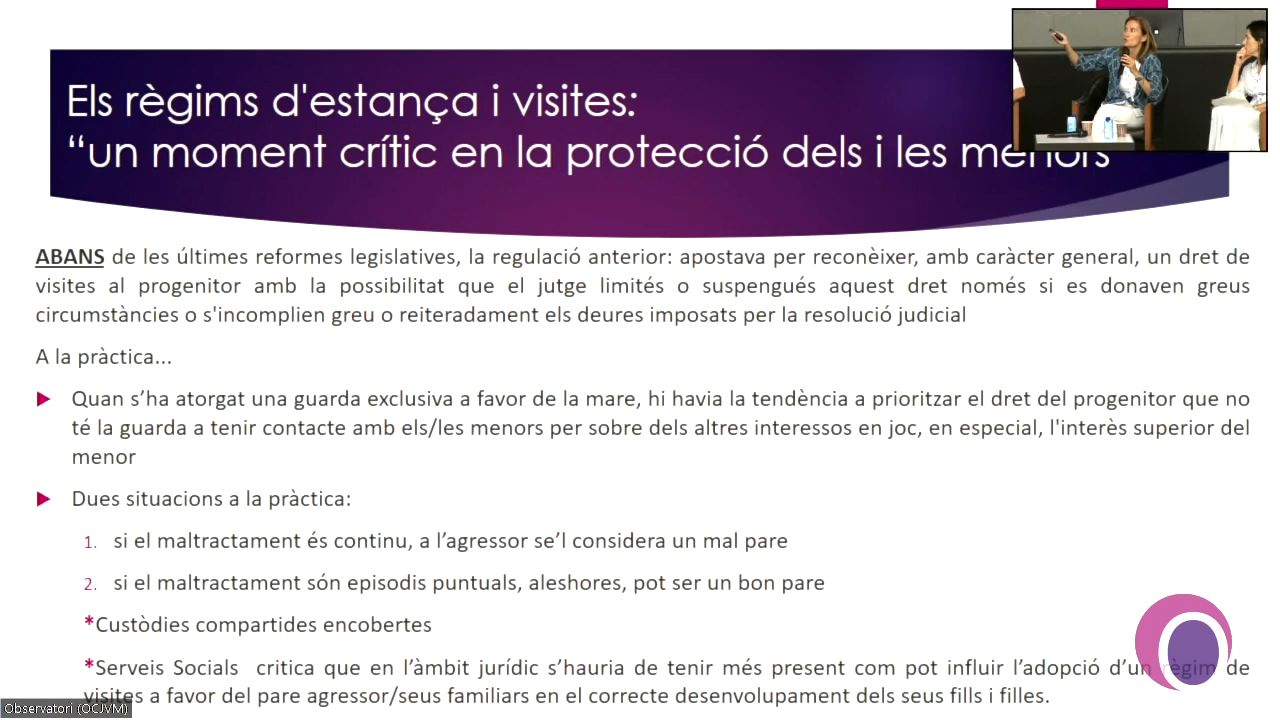 Els règims d'estança i visites:
“un moment crític en la protecció dels i les menors
ABANS de les últimes reformes legislatives, la regulació anterior: apostava per reconèixer, amb caràcter general, un dret de
visites al progenitor amb la possibilitat que el jutge limités o suspengués aquest dret només si es donaven greus
circumstàncies o s'incomplien greu o reiteradament els deures imposats per la resolució judicial
A la pràctica...
Quan s’ha atorgat una guarda exclusiva a favor de la mare, hi havia la tendència a prioritzar el dret del progenitor que no
té la guarda a tenir contacte amb els/les menors per sobre dels altres interessos en joc, en especial, l'interès superior del
menor
Dues situacions a la pràctica:
1. si el maltractament és continu, a l’agressor se’l considera un mal pare
2. si el maltractament són episodis puntuals, aleshores, pot ser un bon pare
*Custòdies compartides encobertes
*Serveis Socials critica que en l’àmbit jurídic s’hauria de tenir més present com pot influir l’adopció d’un règim de
visites a favor del pare agressor/seus familiars en el correcte desenvolupament dels seus fills i filles.
Observatori (OCJVM)